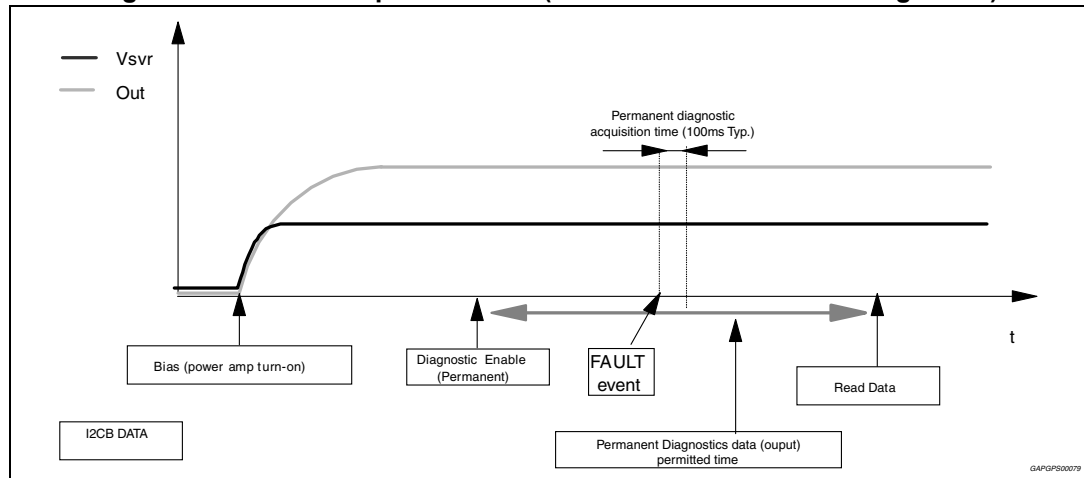 Vsvr
Out
Permanent diagnostic
acquisition time (100ms Typ.)
t
Bias (power amp turn-on)
Diagnostic Enable
(Permanent)
FAULT
event
Read Data
Permanent Diagnostics data (ouput)
permitted time
I2CB DATA
GAPGPS00079